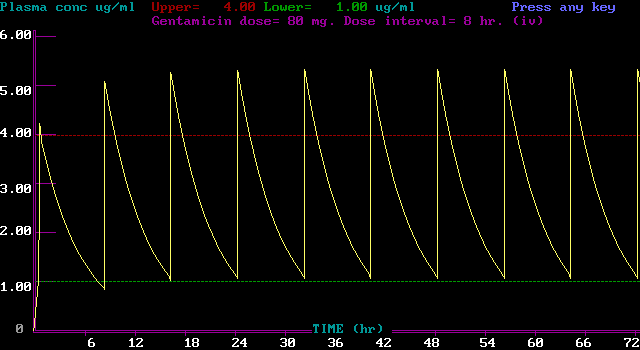 Plasma conc ug/ml Upper= 4.00 Lower= 1.00 ug/ml Press any key
Gentamicin dose= 80 mg. Dose interval= 8 hr. (iv)
6.00
5.00
4.00
3.00
2.00
1.00
0
TIME (hr)
6 12 18 24 30 36 42 48 54 60 66 72